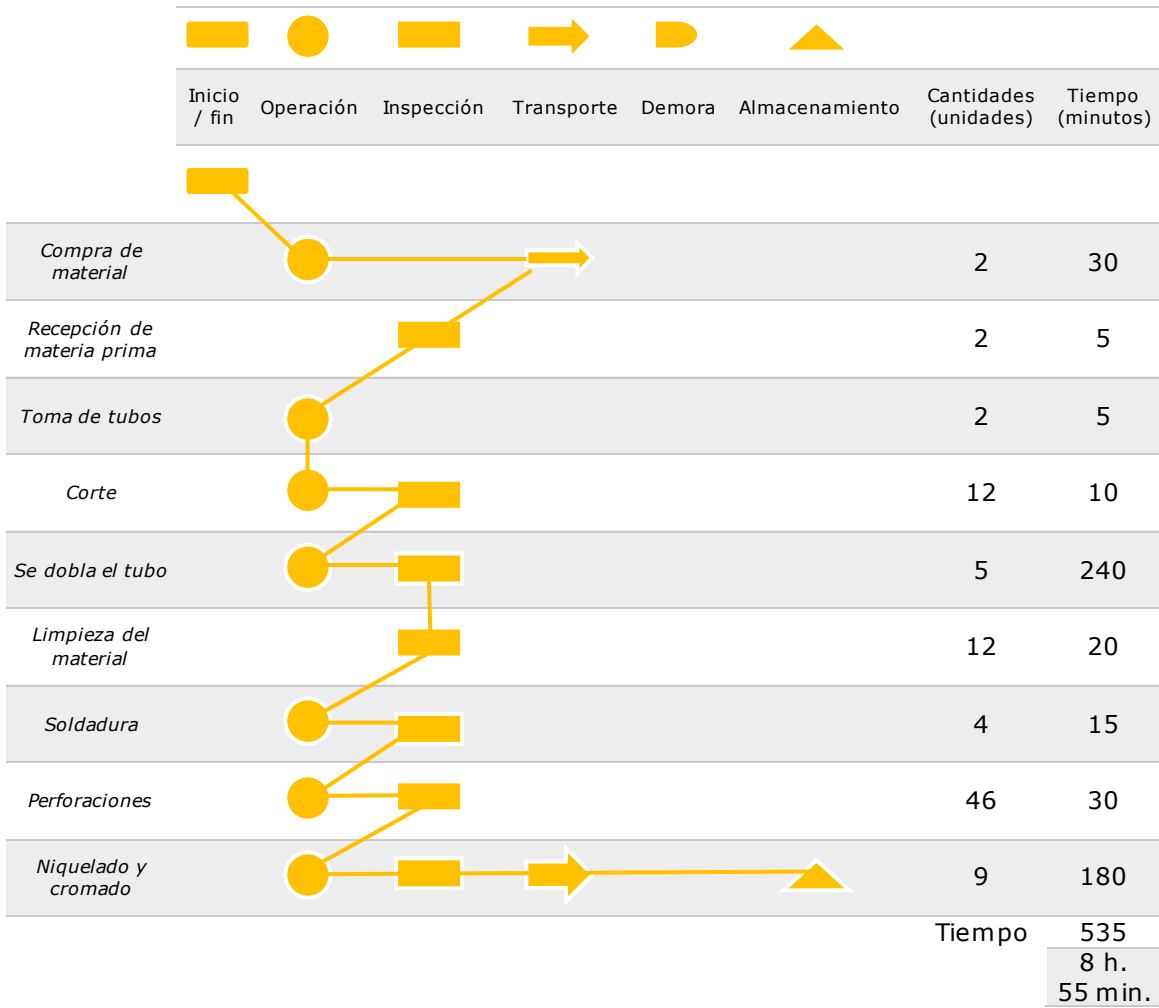 Inicio
/ fin
Operación
Inspección
Transporte
Demora
Almacenamiento
Cantidades
(unidades)
Tiempo
(minutos)
Compra de
material
2
30
Recepción de
materia prima
2
5
Toma de tubos
2
5
Corte
12
10
Se dobla el tubo
5
240
Limpieza del
material
12
20
Soldadura
4
15
Perforaciones
46
30
Niquelado y
cromado
9
180
Tiempo
535
8 h.
55 min.